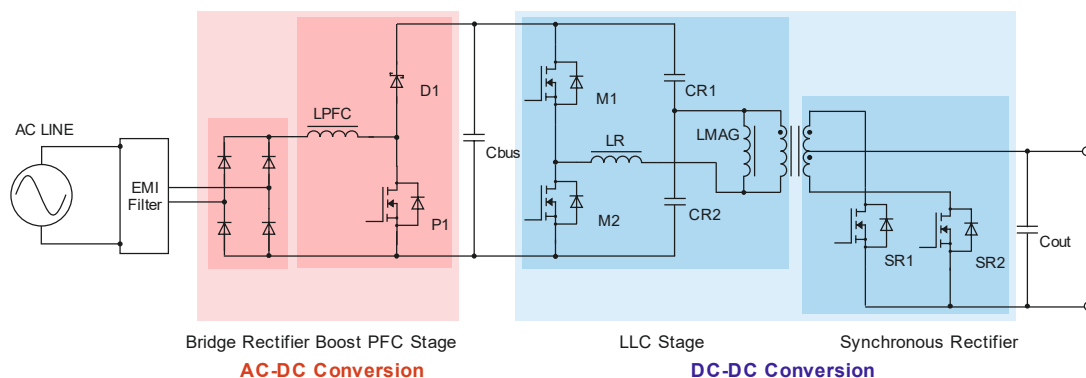 AC LINE
EMI
Filter
LPFC
D1
P1
Cbus
M1
M2
LR
CR1
CR2
LMAG
SR1
SR2
Cout
Bridge Rectifier Boost PFC Stage
LLC Stage
Synchronous Rectifier
AC-DC Conversion
DC-DC Conversion